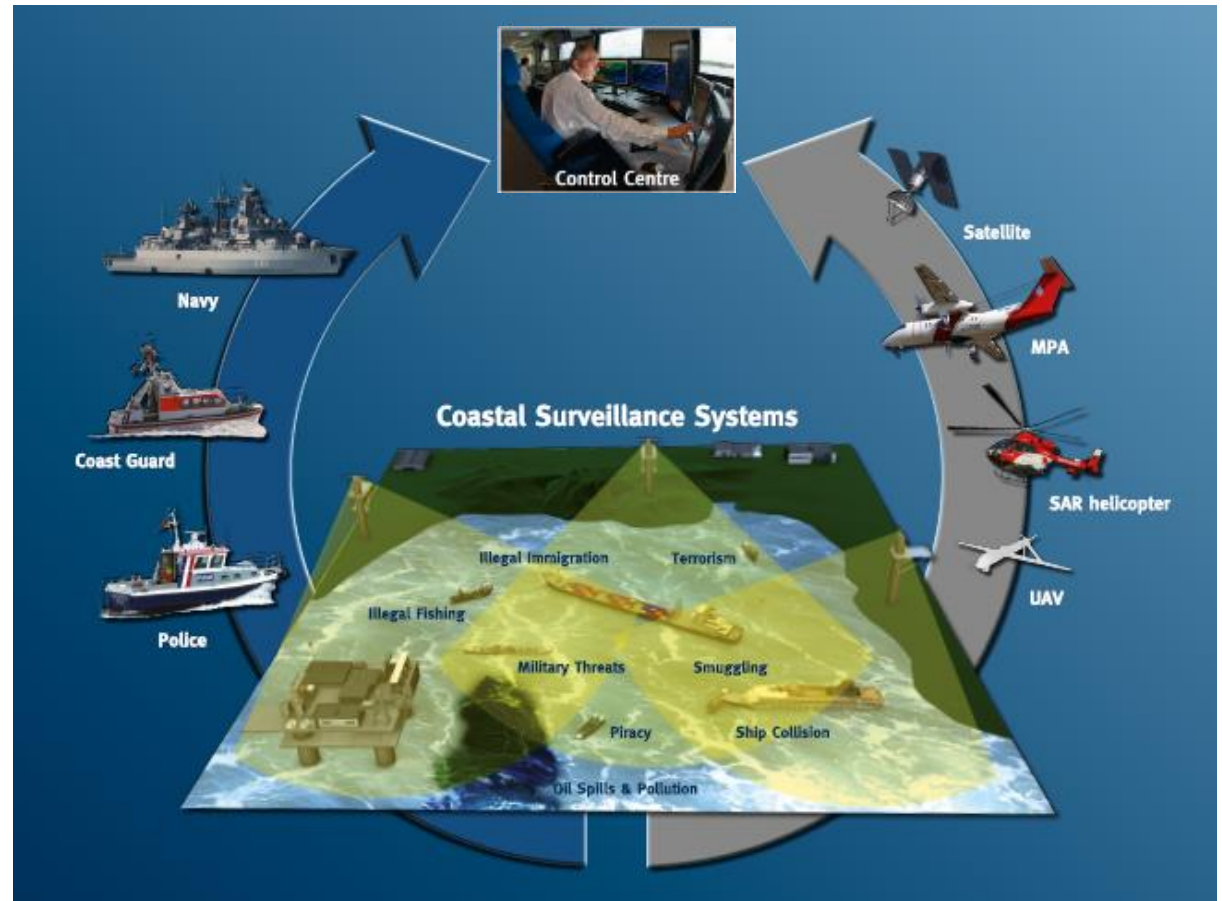 Control Centre
Satellite
Navy
MPA
Coastal Surveillance Systems
Coast Guard
SAR helicopter
Illegal Immigration
Terrorism
UAV
Illegal Fishing
Police
Military Threats
Smuggling
Piracy
Ship Collision
Oil Spills & Pollution